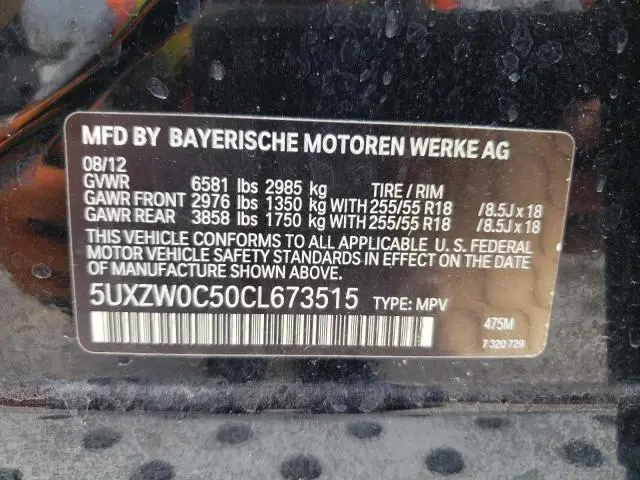 MFD BY BAYERISCHE MOTOREN WERKE AG
08/12
GVWR 6581 lbs 2985 kg TIRE / RIM
GAWR FRONT 2976 lbs 1350 kg WITH 255/55 R18 /8.5J x 18
GAWR REAR 3858 lbs 1750 kg WITH 255/55 R18 /8.5J x 18
THIS VEHICLE CONFORMS TO ALL APPLICABLE U. S. FEDERAL
MOTOR VEHICLE SAFETY STANDARDS IN EFFECT ON THE DATE
OF MANUFACTURE SHOWN ABOVE.
5UXZW0C50CL673515 TYPE: MPV
475M
7 320 729